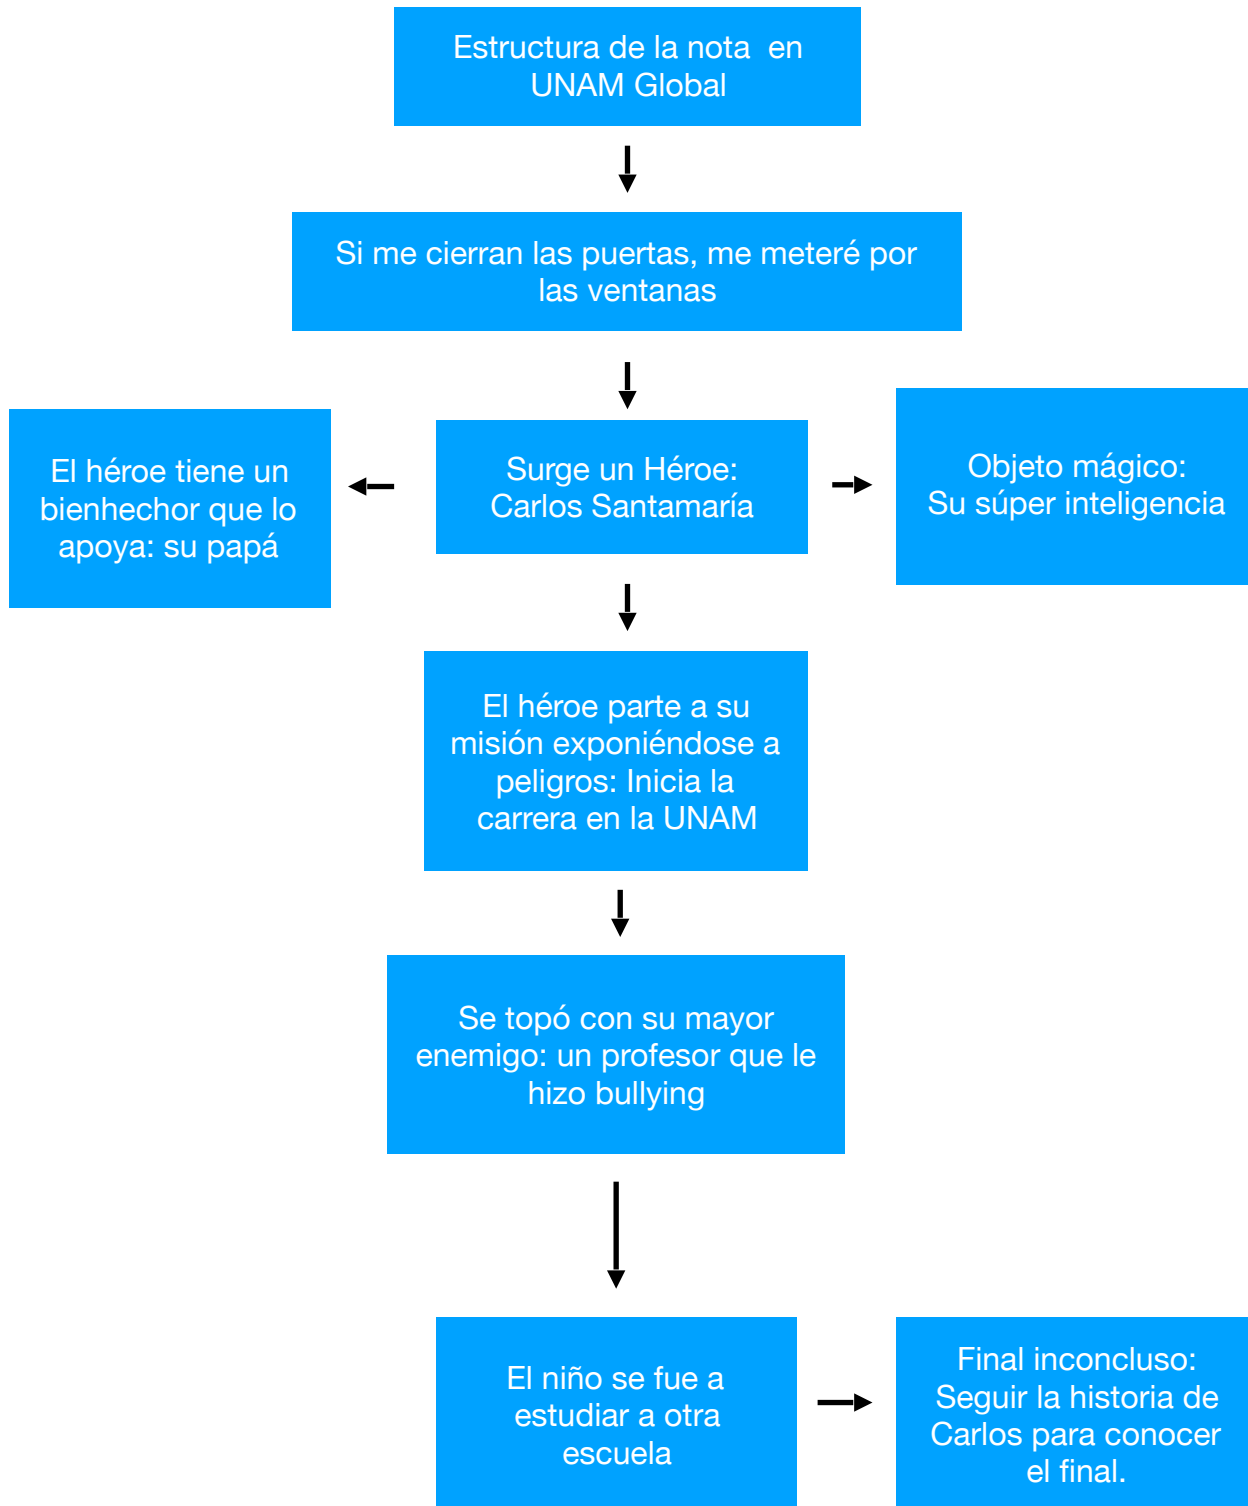 Estructura de la nota  en
UNAM Global
Si me cierran las puertas, me meteré por
las ventanas
El héroe tiene un
bienhechor que lo
apoya: su papá
Surge un Héroe:
Carlos Santamaría
Objeto mágico:
Su súper inteligencia
El héroe parte a su
misión exponiéndose a
peligros: Inicia la
carrera en la UNAM
Se topó con su mayor
enemigo: un profesor que le
hizo bullying
El niño se fue a
estudiar a otra
escuela
Final inconcluso:
Seguir la historia de
Carlos para conocer
el final.